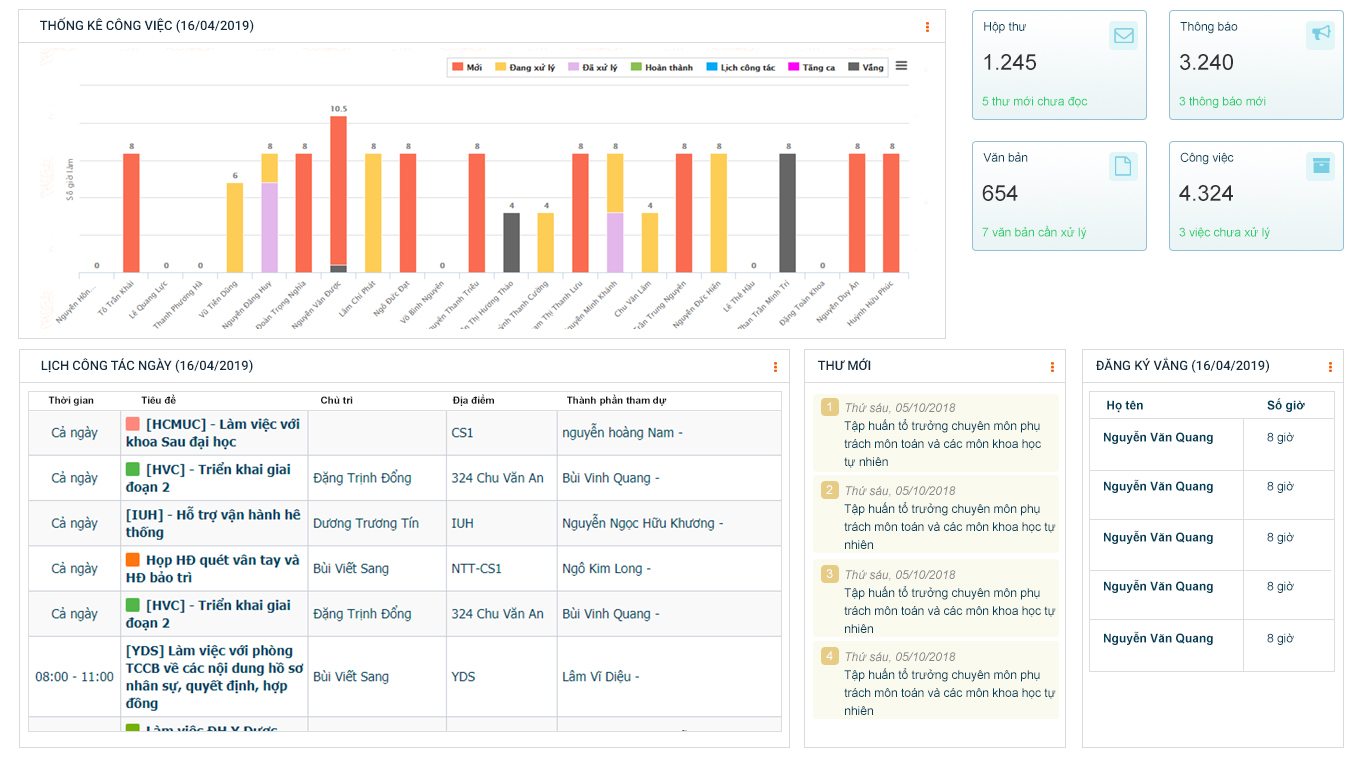 THỐNG KÊ CÔNG VIỆC (16/04/2019)
Mới Đang xử lý Đã xử lý Hoàn thành Lịch công tác Tăng ca Vắng
Số giờ làm
0 8 0 0 6 8 8 10.5 8 8 0 8 4 4 8 8 4 8 8 0 8 0 8 8
Nguyễn Hồn...
Tô Trần Khải
Lê Quang Lực
Thanh Phương Hà
Vũ Tiến Dũng
Nguyễn Đăng Huy
Đoàn Trọng Nghĩa
Nguyễn Văn Được
Lâm Chí Phát
Ngô Đức Đạt
Võ Bình Nguyên
Thanh Triều
Thị Hương Thảo
Thanh Cường
Thị Thanh Lưu
Minh Khánh
Chu Văn Lâm
Trần Trung Nguyên
Nguyễn Đức Hiền
Lê Thế Hậu
Phan Trần Minh Trí
Đặng Toàn Khoa
Nguyễn Duy Ân
Huỳnh Hữu Phúc
Hộp thư
1.245
5 thư mới chưa đọc
Thông báo
3.240
3 thông báo mới
Văn bản
654
7 văn bản cần xử lý
Công việc
4.324
3 việc chưa xử lý
LỊCH CÔNG TÁC NGÀY (16/04/2019)
Thời gian Tiêu đề Chủ trì Địa điểm Thành phần tham dự
Cả ngày [HCMUC] - Làm việc với khoa Sau đại học CS1 nguyễn hoàng Nam -
Cả ngày [HVC] - Triển khai giai đoạn 2 Đặng Trịnh Đổng 324 Chu Văn An Bùi Vinh Quang -
Cả ngày [IUH] - Hỗ trợ vận hành hệ thống Dương Trương Tín IUH Nguyễn Ngọc Hữu Khương -
Cả ngày Họp HĐ quét vân tay và HĐ bảo trì Bùi Viết Sang NTT-CS1 Ngô Kim Long -
Cả ngày [HVC] - Triển khai giai đoạn 2 Đặng Trịnh Đổng 324 Chu Văn An Bùi Vinh Quang -
08:00 - 11:00 [YDS] Làm việc với phòng TCCB về các nội dung hồ sơ nhân sự, quyết định, hợp đồng Bùi Viết Sang YDS Lâm Vĩ Diệu -
Làm việc ĐH Y Dược
THƯ MỚI
1 Thứ sáu, 05/10/2018
Tập huấn tổ trưởng chuyên môn phụ
trách môn toán và các môn khoa học
tự nhiên
2 Thứ sáu, 05/10/2018
Tập huấn tổ trưởng chuyên môn phụ
trách môn toán và các môn khoa học tự
nhiên
3 Thứ sáu, 05/10/2018
Tập huấn tổ trưởng chuyên môn phụ
trách môn toán và các môn khoa học tự
nhiên
4 Thứ sáu, 05/10/2018
Tập huấn tổ trưởng chuyên môn phụ
trách môn toán và các môn khoa học tự
nhiên
ĐĂNG KÝ VẮNG (16/04/2019)
Họ tên Số giờ
Nguyễn Văn Quang 8 giờ
Nguyễn Văn Quang 8 giờ
Nguyễn Văn Quang 8 giờ
Nguyễn Văn Quang 8 giờ
Nguyễn Văn Quang 8 giờ